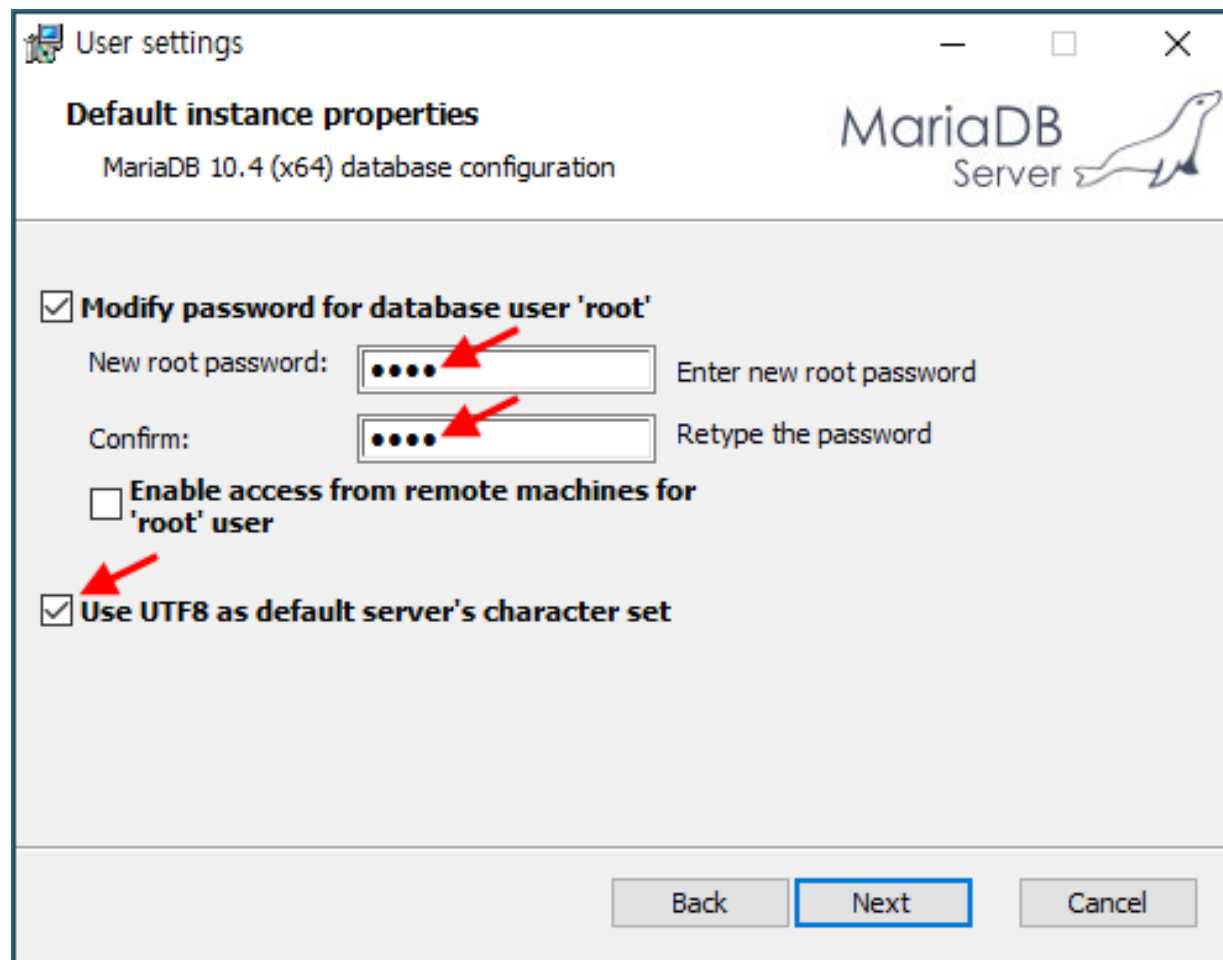 User settings
Default instance properties
MariaDB 10.4 (x64) database configuration
MariaDB
Server
Modify password for database user 'root'
New root password: •••• Enter new root password
Confirm: •••• Retype the password
Enable access from remote machines for
'root' user
Use UTF8 as default server's character set
Back Next Cancel